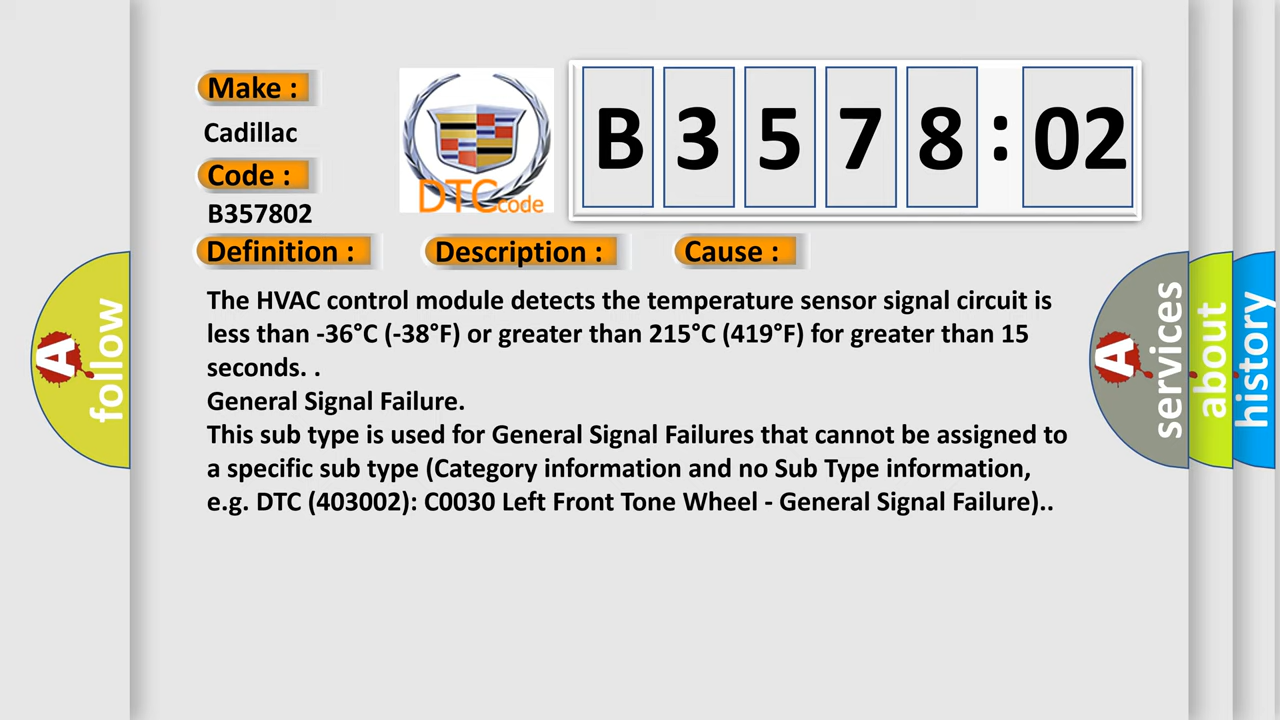 Make :
Cadillac
Code :
B357802
DTC code
B 3 5 7 8 : 02
Definition :
Description :
Cause :
The HVAC control module detects the temperature sensor signal circuit is
less than -36°C (-38°F) or greater than 215°C (419°F) for greater than 15
seconds. .
General Signal Failure.
This sub type is used for General Signal Failures that cannot be assigned to
a specific sub type (Category information and no Sub Type information,
e.g. DTC (403002): C0030 Left Front Tone Wheel - General Signal Failure)..
A
follow
A
services
about
history